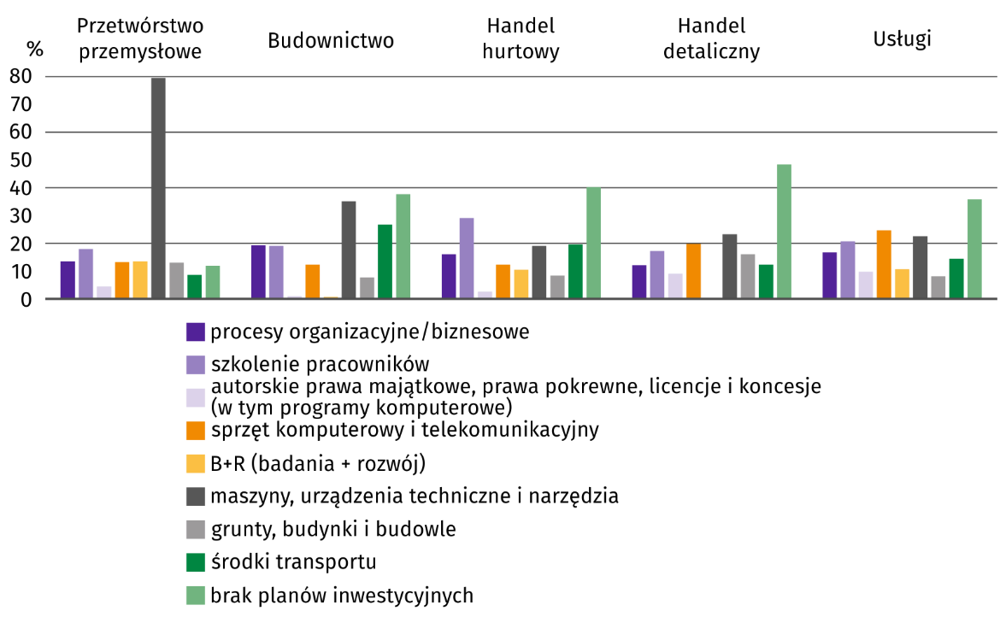 Przetwórstwo
przemysłowe
Budownictwo
Handel
hurtowy
Handel
detaliczny
Usługi
%
80
70
60
50
40
30
20
10
0
procesy organizacyjne/biznesowe
szkolenie pracowników
autorskie prawa majątkowe, prawa pokrewne, licencje i koncesje
(w tym programy komputerowe)
sprzęt komputerowy i telekomunikacyjny
B+R (badania + rozwój)
maszyny, urządzenia techniczne i narzędzia
grunty, budynki i budowle
środki transportu
brak planów inwestycyjnych